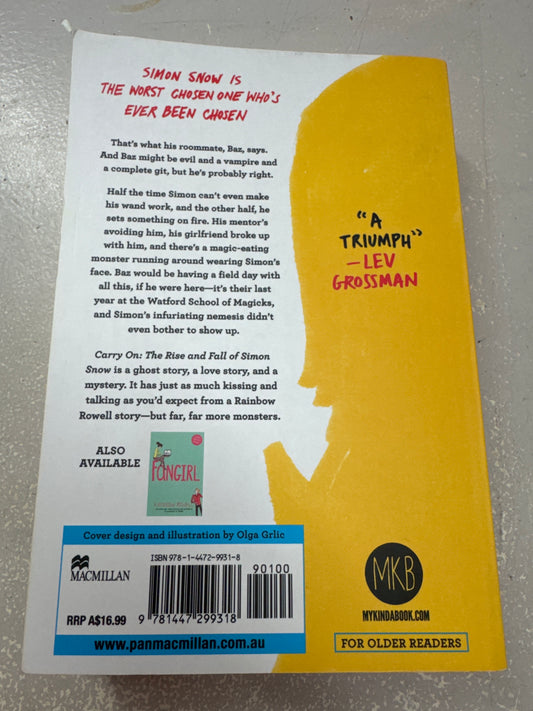 SIMON SNOW IS
THE WORST CHOSEN ONE WHO'S
EVER BEEN CHOSEN
That's what his roommate, Baz, says.
And Baz might be evil and a vampire and
a complete git, but he's probably right.
Half the time Simon can't even make
his wand work, and the other half, he
sets something on fire. His mentor's
avoiding him, his girlfriend broke up
with him, and there's a magic-eating
monster running around wearing Simon's
face. Baz would be having a field day with
all this, if he were here—it's their last
year at the Watford School of Magicks,
and Simon's infuriating nemesis didn't
even bother to show up.
Carry On: The Rise and Fall of Simon
Snow is a ghost story, a love story, and a
mystery. It has just as much kissing and
talking as you'd expect from a Rainbow
Rowell story—but far, far more monsters.
"A
TRIUMPH"
—LEV
GROSSMAN
ALSO
AVAILABLE
FANGIRL
Cover design and illustration by Olga Grlic
MACMILLAN
RRP A$16.99
ISBN 978-1-4472-9931-8
90100
9 781447 299318
www.panmacmillan.com.au
MKB
MYKINDABOOK.COM
FOR OLDER READERS